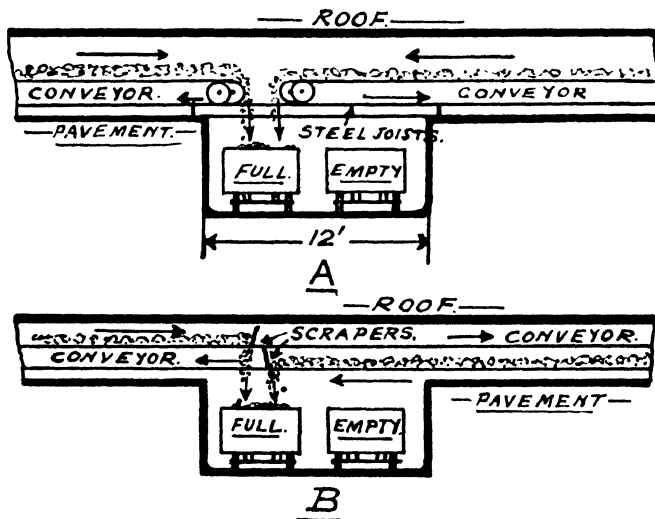 ROOF.
CONVEYOR. CONVEYOR
PAVEMENT. STEEL JOISTS.
FULL. EMPTY
12'
A
ROOF.
SCRAPERS. CONVEYOR.
CONVEYOR.
PAVEMENT
FULL. EMPTY.
B